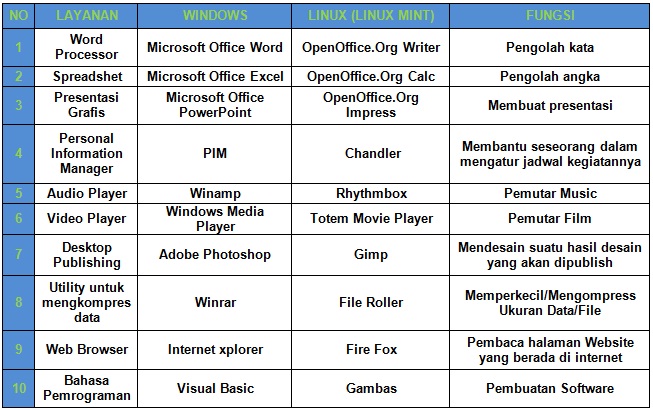 NO LAYANAN WINDOWS LINUX (LINUX MINT) FUNGSI
1 Word Processor Microsoft Office Word OpenOffice.Org Writer Pengolah kata
2 Spreadshet Microsoft Office Excel OpenOffice.Org Calc Pengolah angka
3 Presentasi Grafis Microsoft Office PowerPoint OpenOffice.Org Impress Membuat presentasi
4 Personal Information Manager PIM Chandler Membantu seseorang dalam mengatur jadwal kegiatannya
5 Audio Player Winamp Rhythmbox Pemutar Music
6 Video Player Windows Media Player Totem Movie Player Pemutar Film
7 Desktop Publishing Adobe Photoshop Gimp Mendesain suatu hasil desain yang akan dipublish
8 Utility untuk mengkompres data Winrar File Roller Memperkecil/Mengompress Ukuran Data/File
9 Web Browser Internet xplorer Fire Fox Pembaca halaman Website yang berada di internet
10 Bahasa Pemrograman Visual Basic Gambas Pembuatan Software